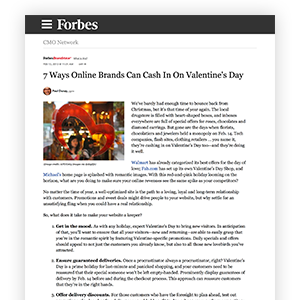 Forbes
CMO Network
7 Ways Online Brands Can Cash In On Valentine's Day
We've barely had enough time to bounce back from
Christmas, but it's that time of year again: The local
drugstore is filled with heart-shaped boxes, and inboxes
everywhere are full of special offers for roses, chocolates and
diamond earrings. But gone are the days when florists,
chocolatiers and jewelers held a monopoly on Feb. 14. Tech
companies, flash sites, clothing retailers … you name it,
they're rushing in on Valentine's Day too—and they're doing
it well.
Walmart has already categorized its best offers for the day of
love;
has set up its own Valentine's Day Shop, and
Michael's home page is splashed with romantic images. With this red-and-pink holiday looming on the
horizon, what are you doing to make sure your online revenues see the same spike as your competitors?
No matter the time of year, a well-optimized site is the path to a loving, loyal and long-term relationship
with customers. Promotions and event deals might drive people to your website, but why settle for an
unsatisfying fling when you could have a real relationship.
So, what does it take to make your website a keeper?
1. Get in the mood. As with any holiday, expect Valentine's Day to bring new visitors. In anticipation
of that, you'll want to ensure that all your visitors—new and returning—are able to easily grasp that
you're in the romantic spirit by featuring Valentine-specific promotions. Daily specials and offers
should appeal to not just the customers you already know, but also to all those new lovebirds you've
attracted.
2. Ensure guaranteed deliveries. Once a procrastinator always a procrastinator, right? Valentine's
Day is a prime holiday for last-minute and panicked shopping, and your customers need to be
reassured that their special someone won't be left empty-handed. Prominently display guarantees of
delivery by Feb. 14 before and during the checkout process. This approach can reassure customers
that they're in the right hands.
3. Offer delivery discounts. For those customers who have the foresight to plan ahead, test out